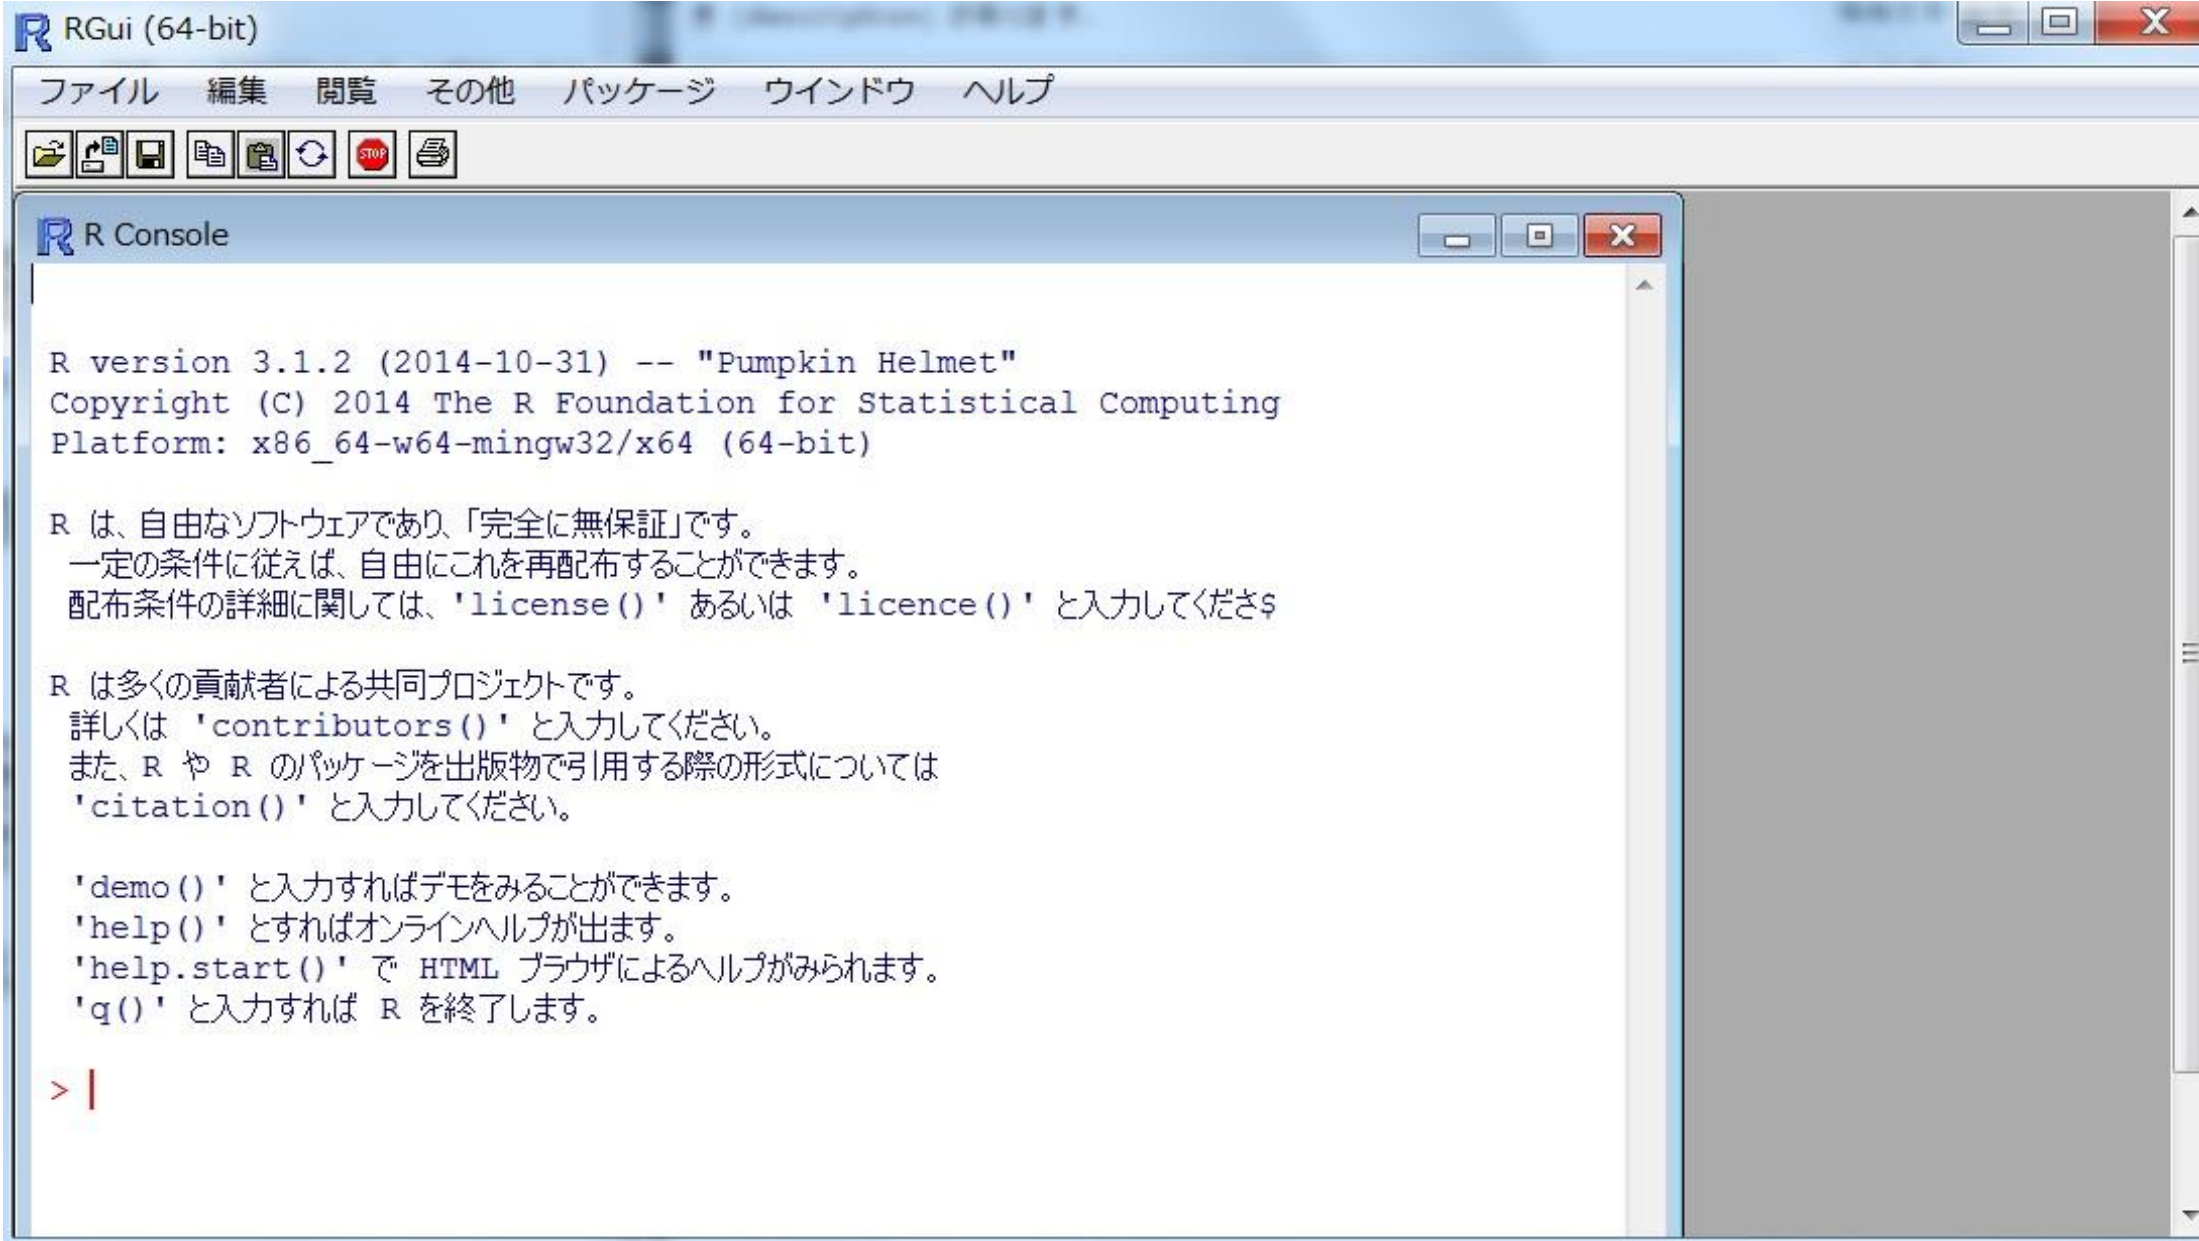 RGui (64-bit)
ファイル 編集 閲覧 その他 パッケージ ウインドウ ヘルプ
STOP
R Console
R version 3.1.2 (2014-10-31) -- "Pumpkin Helmet"
Copyright (C) 2014 The R Foundation for Statistical Computing
Platform: x86_64-w64-mingw32/x64 (64-bit)
R は、自由なソフトウェアであり、「完全に無保証」です。
一定の条件に従えば、自由にこれを再配布することができます。
配布条件の詳細に関しては、'license()' あるいは 'licence()' と入力してくださ$
R は多くの貢献者による共同プロジェクトです。
詳しくは 'contributors()' と入力してください。
また、R や R のパッケージを出版物で引用する際の形式については
'citation()' と入力してください。
'demo()' と入力すればデモをみることができます。
'help()' とすればオンラインヘルプが出ます。
'help.start()' で HTML ブラウザによるヘルプがみられます。
'q()' と入力すれば R を終了します。
>